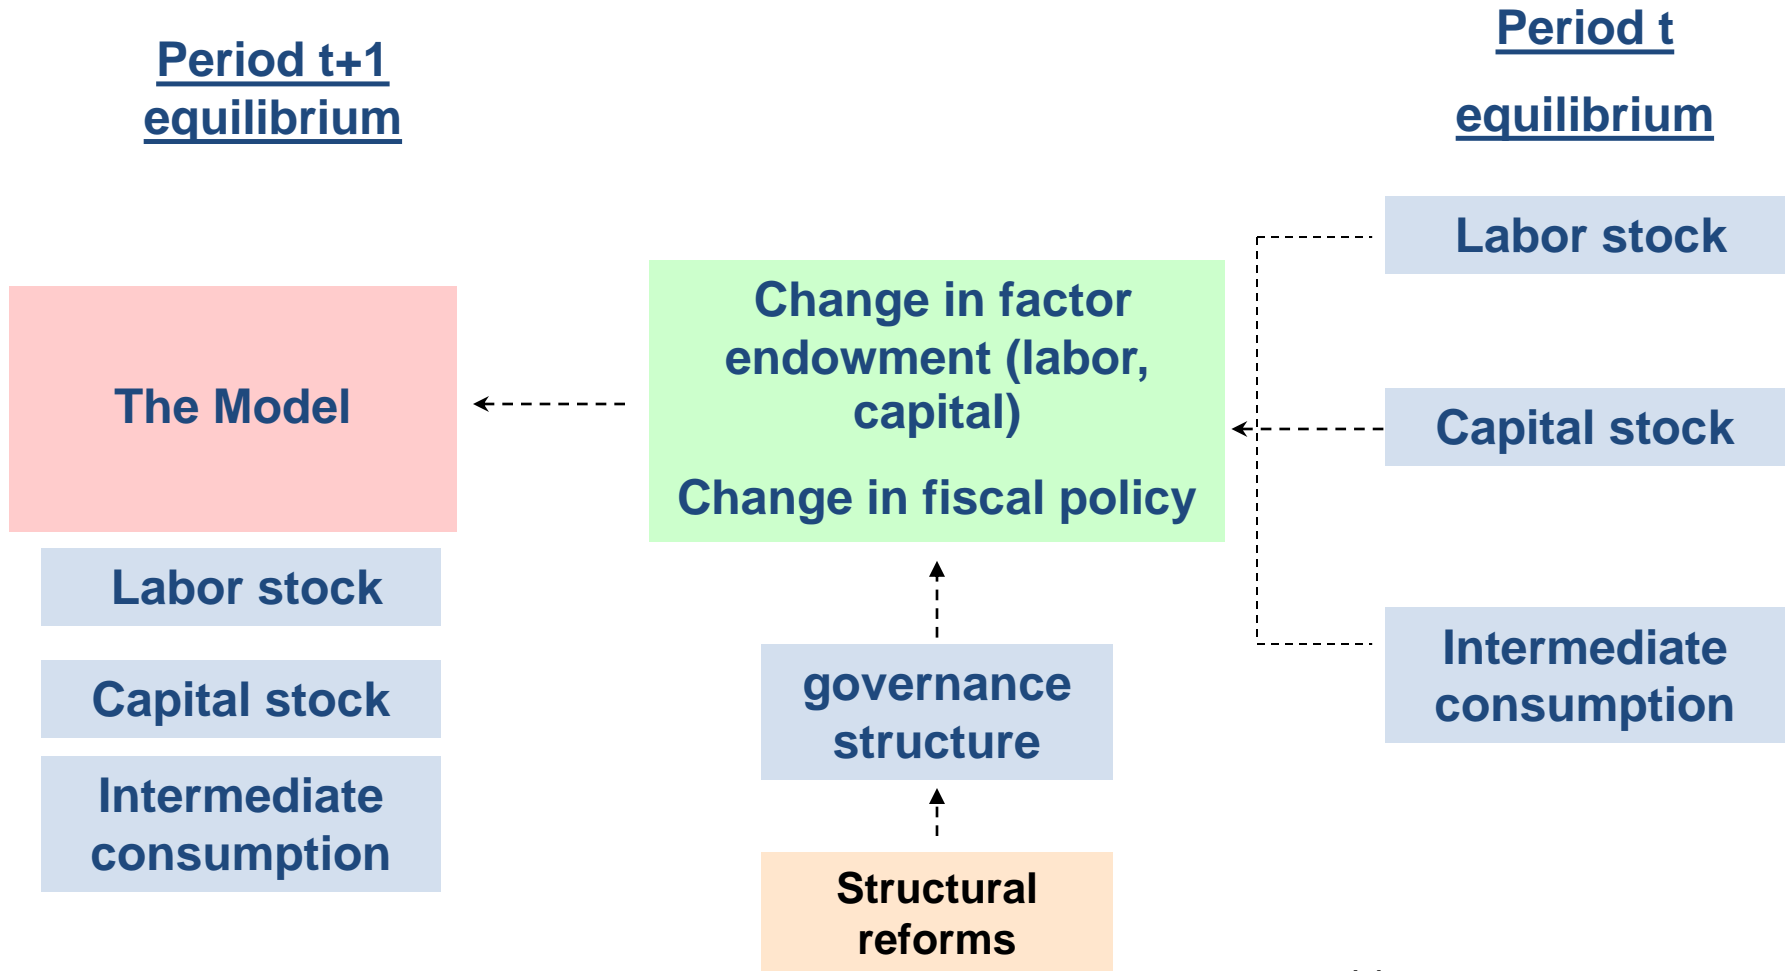 Period t+1
equilibrium
Period t
equilibrium
The Model
Labor stock
Capital stock
Intermediate
consumption
Change in factor
endowment (labor,
capital)
Change in fiscal policy
governance
structure
Structural
reforms
Labor stock
Capital stock
Intermediate
consumption